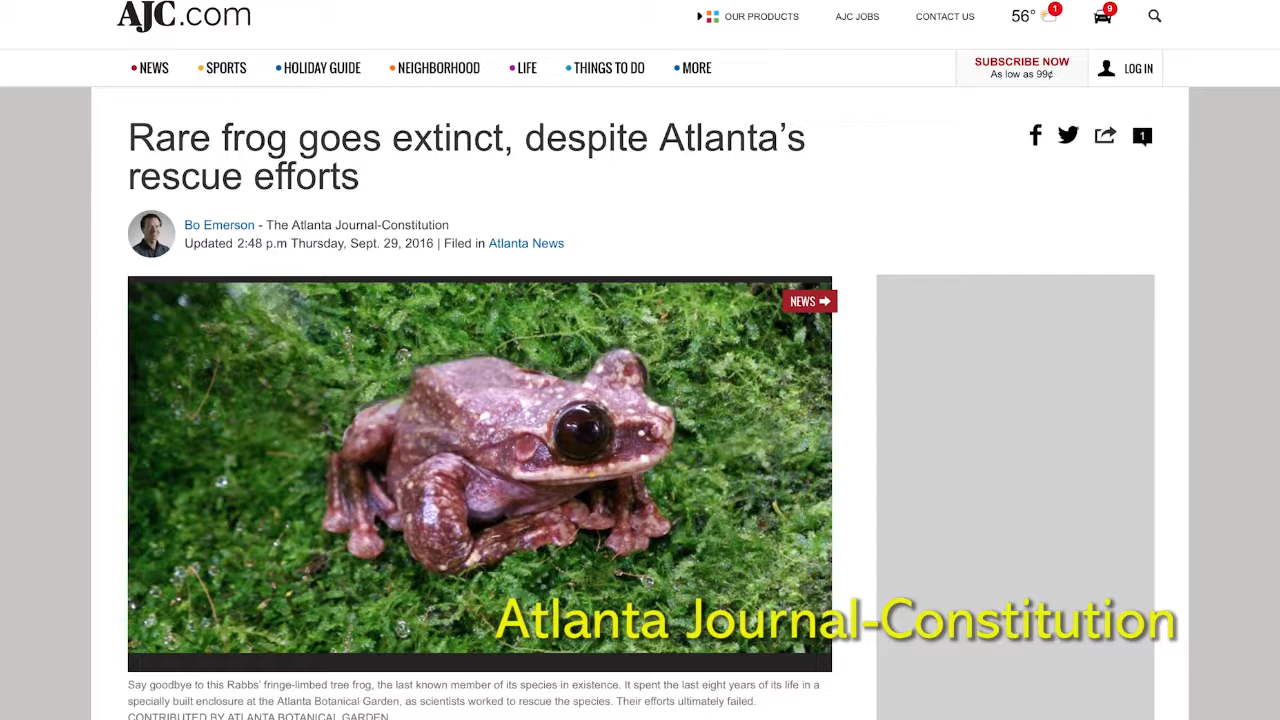 AJC.com
OUR PRODUCTS
AJC JOBS
CONTACT US
56°
1
9
NEWS
SPORTS
HOLIDAY GUIDE
NEIGHBORHOOD
LIFE
THINGS TO DO
MORE
SUBSCRIBE NOW
As low as 99¢
LOG IN
Rare frog goes extinct, despite Atlanta's
rescue efforts
1
Bo Emerson - The Atlanta Journal-Constitution
Updated 2:48 p.m Thursday, Sept. 29, 2016 | Filed in Atlanta News
NEWS
Atlanta Journal-Constitution
Say goodbye to this Rabbs' fringe-limbed tree frog, the last known member of its species in existence. It spent the last eight years of its life in a
specially built enclosure at the Atlanta Botanical Garden, as scientists worked to rescue the species. Their efforts ultimately failed.
CONTRIBUTED BY ATLANTA BOTANICAL GARDEN